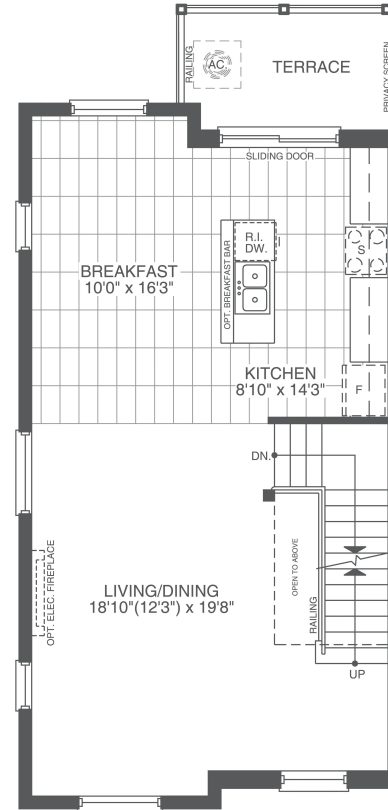 RAILING
AC
TERRACE
PRIVACY SCREEN
SLIDING DOOR
R.I.
DW.
OPT. BREAKFAST BAR
S
BREAKFAST
10'0" x 16'3"
KITCHEN
8'10" x 14'3"
F
DN.
OPEN TO ABOVE
RAILING
OPT. ELEC. FIREPLACE
LIVING/DINING
18'10"(12'3") x 19'8"
UP